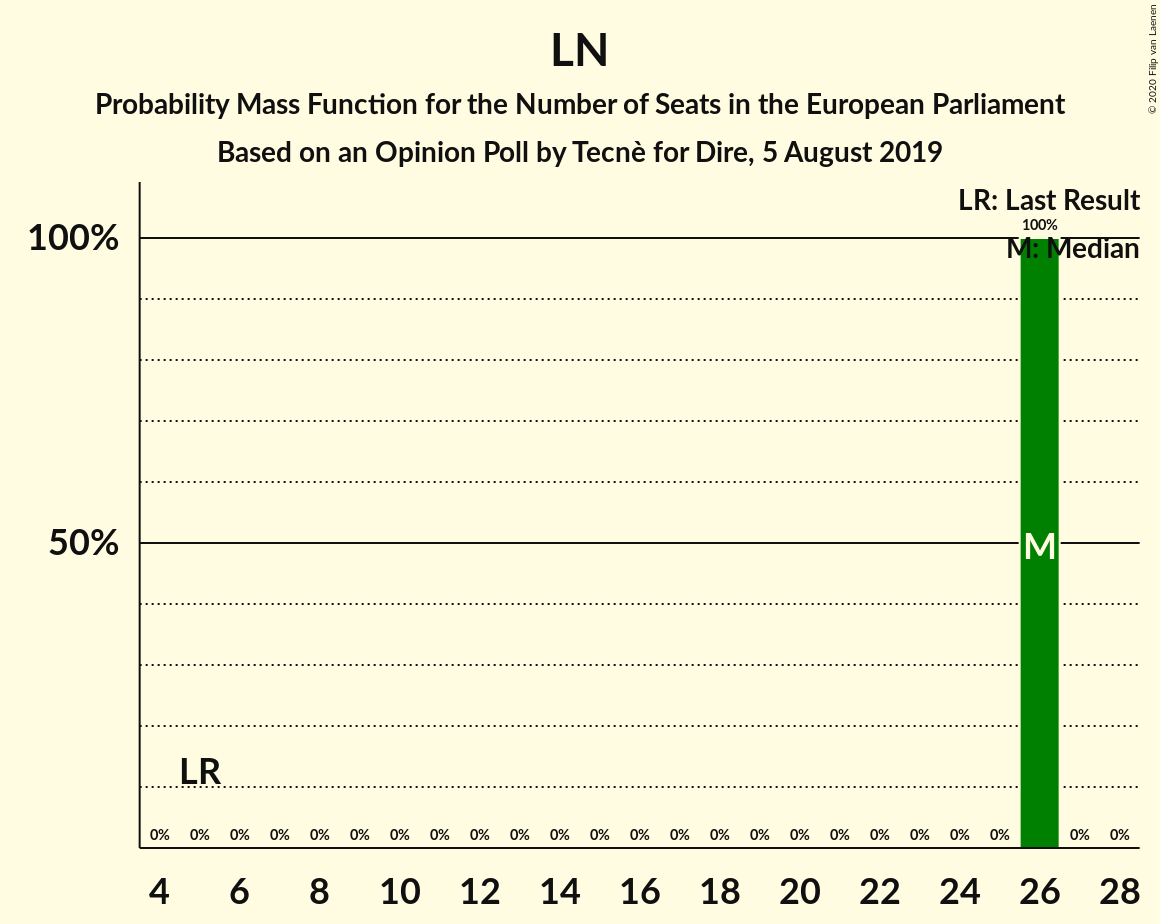 LN
Probability Mass Function for the Number of Seats in the European Parliament
Based on an Opinion Poll by Tecnè for Dire, 5 August 2019
© 2020 Filip van Laenen
LR: Last Result
100%
M: Median
100%
50%
M
LR
0% 0% 0% 0% 0% 0% 0% 0% 0% 0% 0% 0% 0% 0% 0% 0% 0% 0% 0% 0% 0% 0% 0% 0%
4 6 8 10 12 14 16 18 20 22 24 26 28